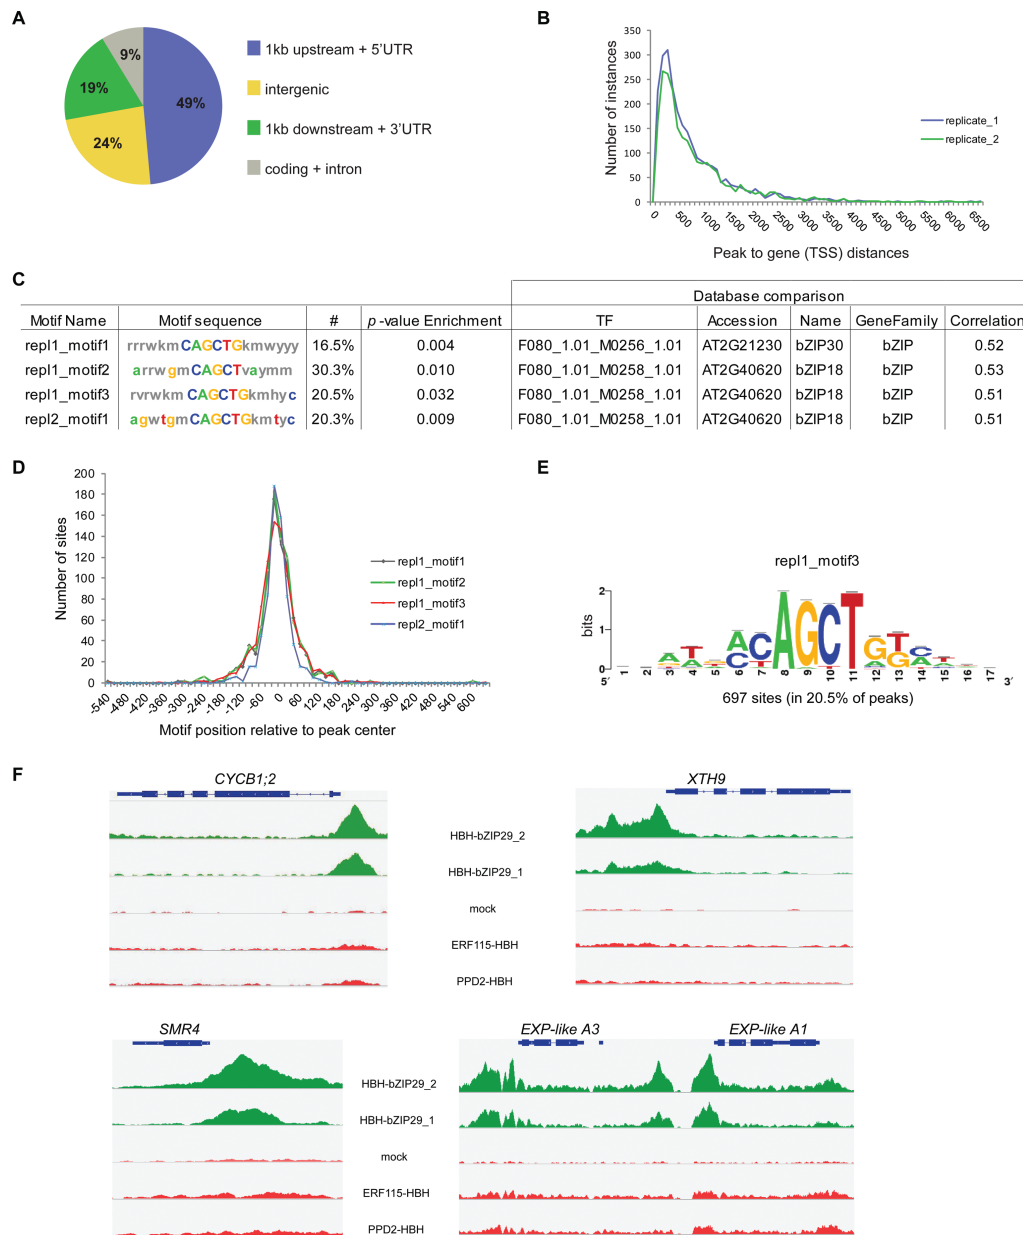 A
9%
49%
19%
24%
1kb upstream + 5'UTR
intergenic
1kb downstream + 3'UTR
coding + intron
B
Number of instances
350
300
250
200
150
100
50
0
0 500 1000 1500 2000 2500 3000 3500 4000 4500 5000 5500 6000 6500
Peak to gene (TSS) distances
replicate_1
replicate_2
C
Database comparison
Motif Name Motif sequence # p-value Enrichment TF Accession Name GeneFamily Correlation
repl1_motif1 rrrwkmCAGCTGkmwyyy 16.5% 0.004 F080_1.01_M0256_1.01 AT2G21230 bZIP30 bZIP 0.52
repl1_motif2 arrwgmCAGCTvaymm 30.3% 0.010 F080_1.01_M0258_1.01 AT2G40620 bZIP18 bZIP 0.53
repl1_motif3 rvrwkmCAGCTGkmhyc 20.5% 0.032 F080_1.01_M0258_1.01 AT2G40620 bZIP18 bZIP 0.51
repl2_motif1 agwtgmCAGCTGkmtyc 20.3% 0.009 F080_1.01_M0258_1.01 AT2G40620 bZIP18 bZIP 0.51
D
Number of sites
200
180
160
140
120
100
80
60
40
20
0
-540 -480 -420 -360 -300 -240 -180 -120 -60 0 60 120 180 240 300 360 420 480 540 600
Motif position relative to peak center
repl1_motif1
repl1_motif2
repl1_motif3
repl2_motif1
E
repl1_motif3
bits
2
1
0
AGCT
5′ 1 2 3 4 5 6 7 8 9 10 11 12 13 14 15 16 17 3′
697 sites (in 20.5% of peaks)
F
CYCB1;2
XTH9
HBH-bZIP29_2
HBH-bZIP29_1
mock
ERF115-HBH
PPD2-HBH
SMR4
EXP-like A3
EXP-like A1
HBH-bZIP29_2
HBH-bZIP29_1
mock
ERF115-HBH
PPD2-HBH